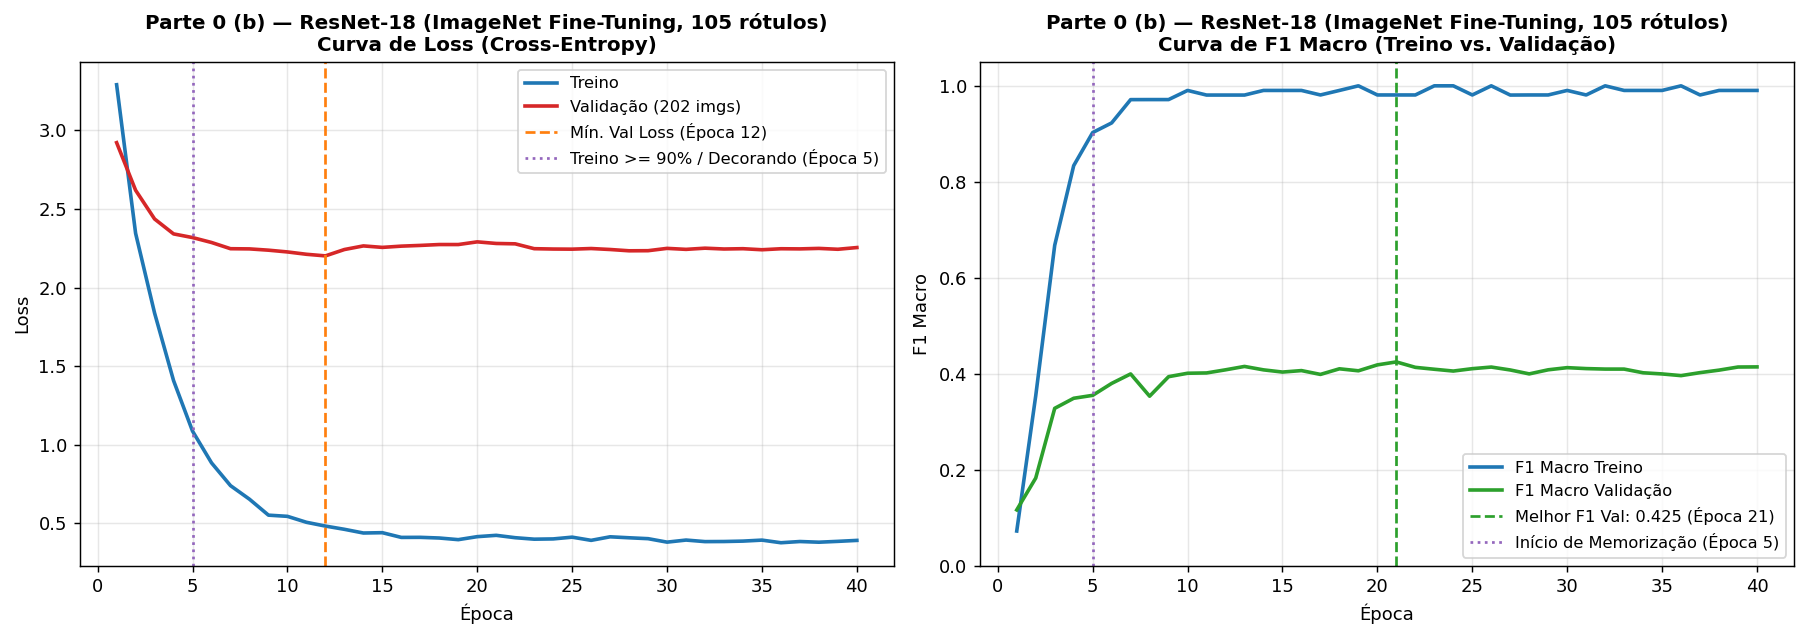 Parte 0 (b) — ResNet-18 (ImageNet Fine-Tuning, 105 rótulos)
Curva de Loss (Cross-Entropy)
Loss
3.0
2.5
2.0
1.5
1.0
0.5
0 5 10 15 20 25 30 35 40
Época
Treino
Validação (202 imgs)
Mín. Val Loss (Época 12)
Treino >= 90% / Decorando (Época 5)
Parte 0 (b) — ResNet-18 (ImageNet Fine-Tuning, 105 rótulos)
Curva de F1 Macro (Treino vs. Validação)
F1 Macro
1.0
0.8
0.6
0.4
0.2
0.0
0 5 10 15 20 25 30 35 40
Época
F1 Macro Treino
F1 Macro Validação
Melhor F1 Val: 0.425 (Época 21)
Início de Memorização (Época 5)